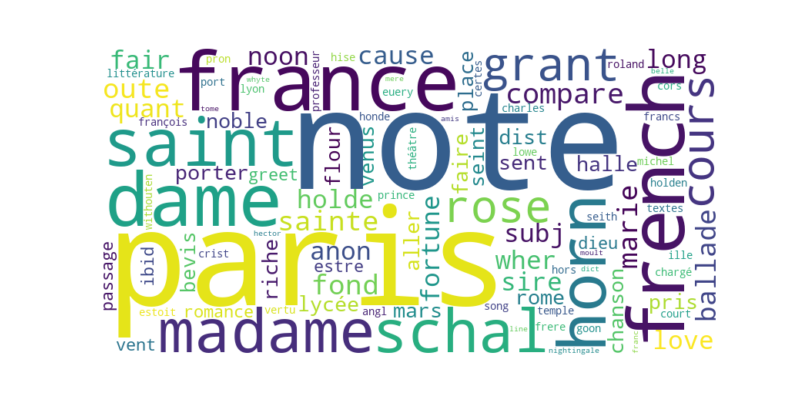 fair
pron
noon
hise
cause
grant
roland
long
littérature
port
france
professeur
place
certes
belle
oute
lyon
whyte
mere
euery
compare
cors
quant
tome
note
charles
french
cours
françois
noble
honde
amis
francs
saint
flour
venus
théâtre
faire
seint
dist
lowe
michel
porter
greet
sent
halle
holden
withouten
dame
holde
prince
rose
horn
seith
marie
textes
sainte
fortune
hector
paris
anon
aller
subj
dieu
ballade
passage
ibid
bevis
crist
riche
estre
wher
hors
moult
dict
ille
fond
sire
chanson
chargé
lycée
mars
rome
pris
estoit
romance
vertu
angl
song
temple
court
madame
schal
line
frere
goon
franc
love
vent
nightingale